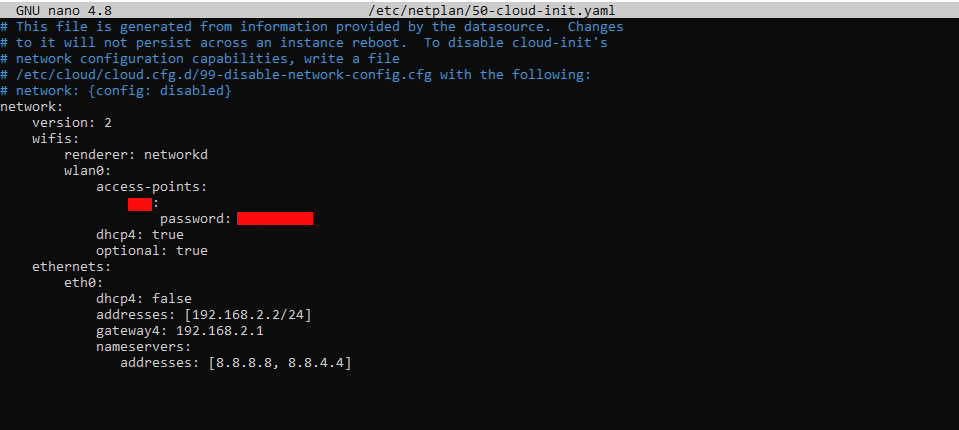 GNU nano 4.8 /etc/netplan/50-cloud-init.yaml
# This file is generated from information provided by the datasource.  Changes
# to it will not persist across an instance reboot.  To disable cloud-init's
# network configuration capabilities, write a file
# /etc/cloud/cloud.cfg.d/99-disable-network-config.cfg with the following:
# network: {config: disabled}
network:
    version: 2
    wifis:
        renderer: networkd
        wlan0:
            access-points:
                :
                    password:
            dhcp4: true
            optional: true
    ethernets:
        eth0:
            dhcp4: false
            addresses: [192.168.2.2/24]
            gateway4: 192.168.2.1
            nameservers:
               addresses: [8.8.8.8, 8.8.4.4]